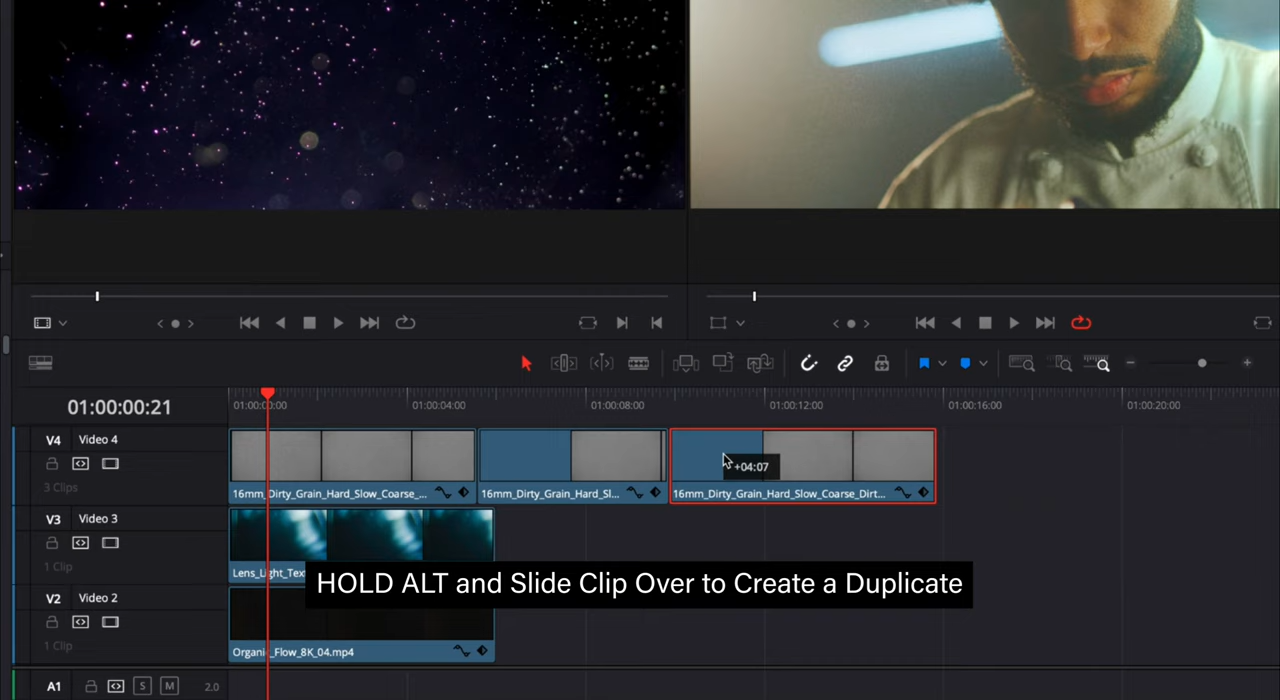 01:00:00:21
01:00:00:00
01:00:04:00
01:00:08:00
01:00:12:00
01:00:16:00
01:00:20:00
V4 Video 4
3 Clips
+04:07
16mm_Dirty_Grain_Hard_Slow_Coarse_...
16mm_Dirty_Grain_Hard_Sl...
16mm_Dirty_Grain_Hard_Slow_Coarse_Dirt...
V3 Video 3
1 Clip
Lens_Light_Tex
HOLD ALT and Slide Clip Over to Create a Duplicate
V2 Video 2
1 Clip
Organic_Flow_8K_04.mp4
A1 S M 2.0